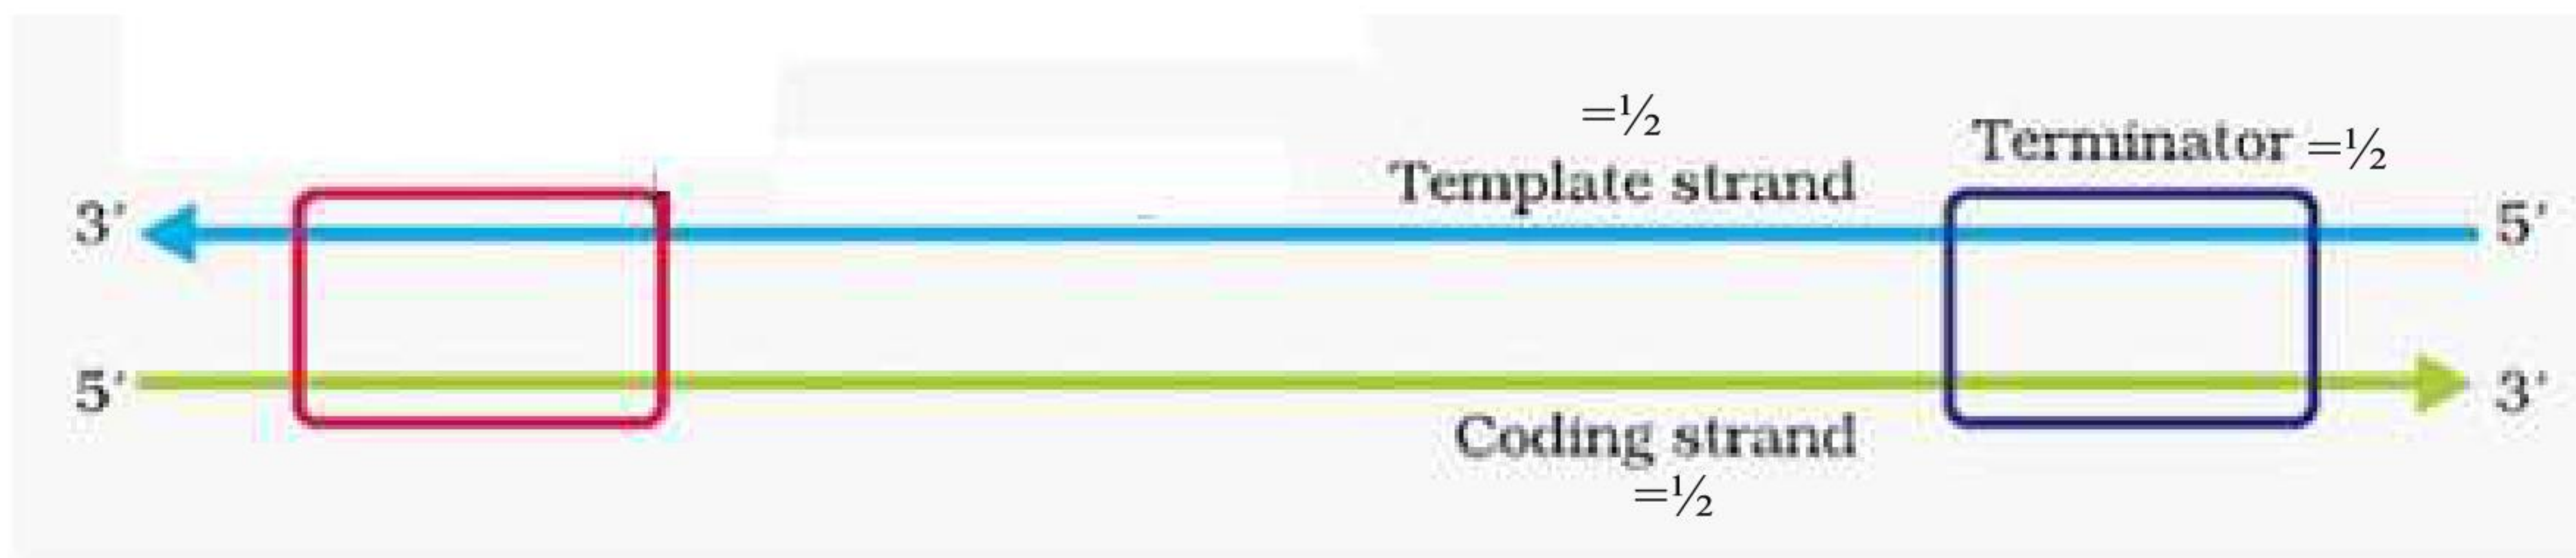 =½
Terminator =½
Template strand
3’
5’
5’
3’
Coding strand
=½